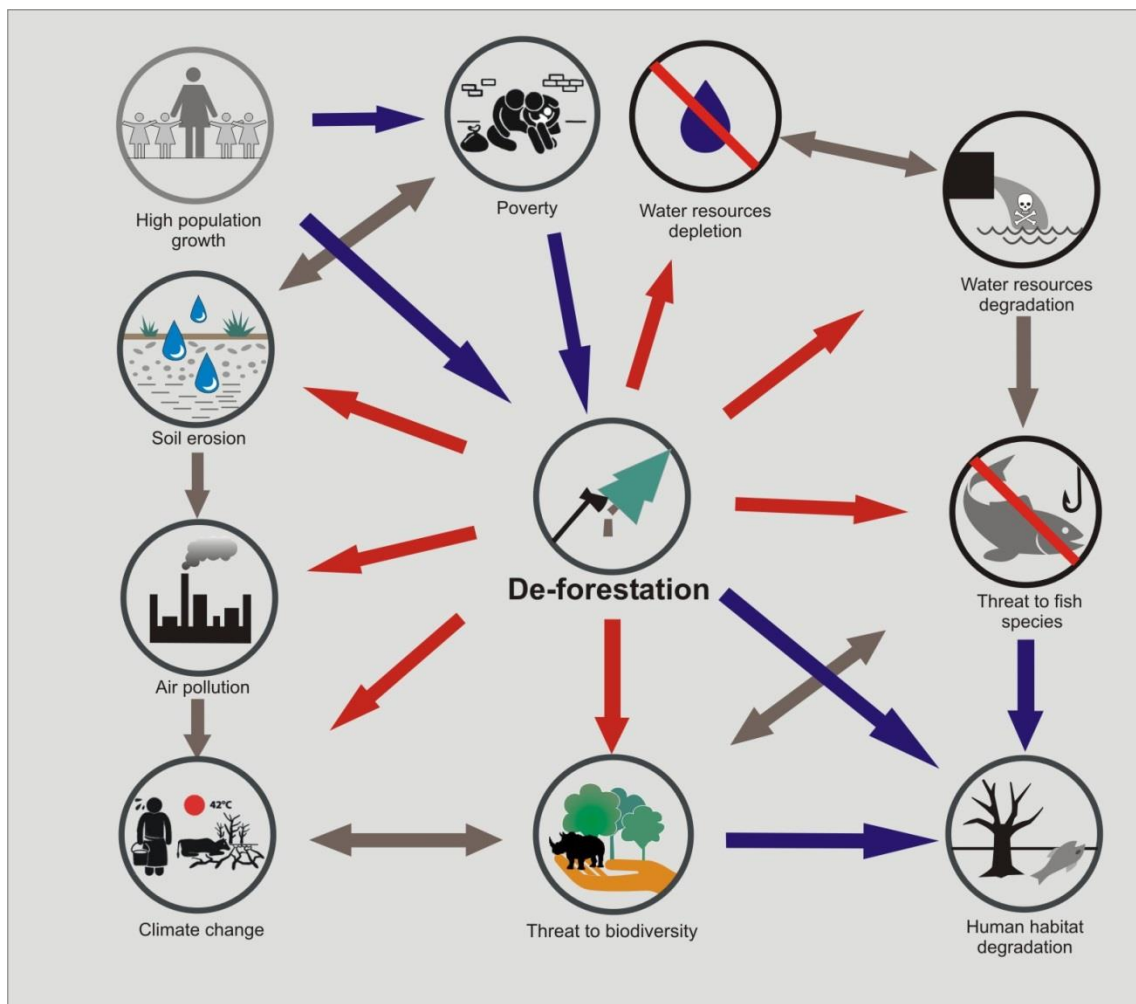 High population
growth
Poverty
Water resources
depletion
Water resources
degradation
Soil erosion
De-forestation
Threat to fish
species
Air pollution
42°C
Climate change
Threat to biodiversity
Human habitat
degradation